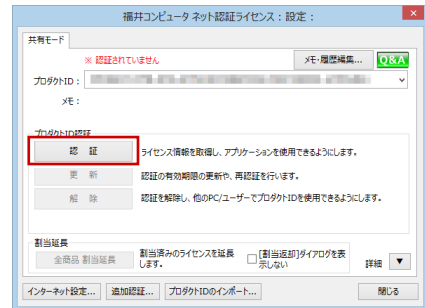 福井コンピュータ ネット認証ライセンス：設定：
×
共有モード
※ 認証されていません
メモ・履歴編集...
Q&A
プロダクトID：
メモ：
プロダクトID認証
認 証
ライセンス情報を取得し、アプリケーションを使用できるようにします。
更 新
認証の有効期限の更新や、再認証を行います。
解 除
認証を解除し、他のPC/ユーザーでプロダクトIDを使用できるようにします。
割当延長
全商品 割当延長
割当済みのライセンスを延長
します。
[割当返却]ダイアログを表
示しない
詳細 ▼
インターネット設定...
追加認証...
プロダクトIDのインポート...
閉じる